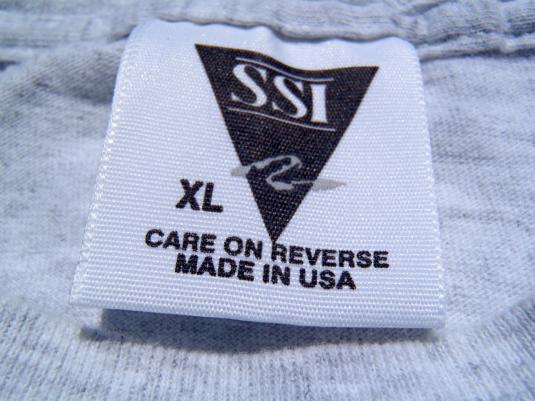 SSI
XL
CARE ON REVERSE
MADE IN USA